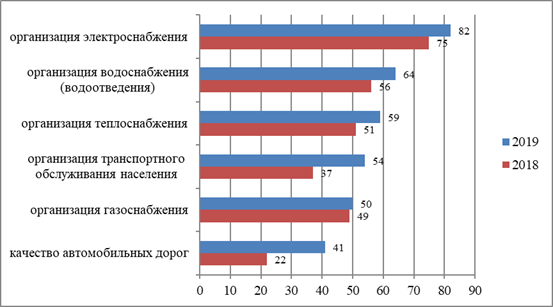 организация электроснабжения
82
75
организация водоснабжения
(водоотведения)
64
56
организация теплоснабжения
59
51
организация транспортного
обслуживания населения
54
37
организация газоснабжения
50
49
качество автомобильных дорог
41
22
0 10 20 30 40 50 60 70 80 90
2019
2018